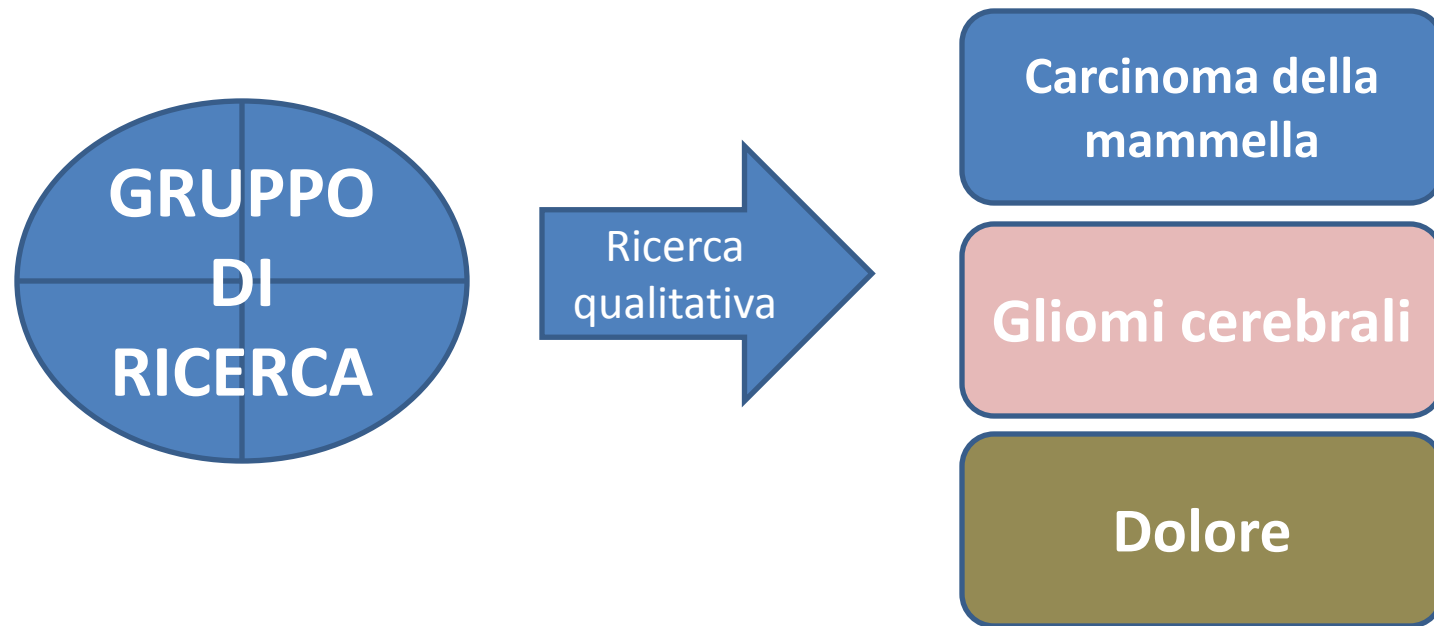 GRUPPO
DI
RICERCA
Ricerca
qualitativa
Carcinoma della
mammella
Gliomi cerebrali
Dolore